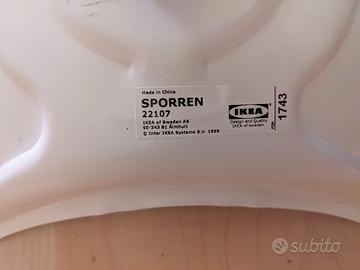 Made in China
SPORREN
22107
IKEA of Sweden AB
SE-343 81 Älmhult
© Inter IKEA Systems B.V. 1999
IKEA
®
Design and Quality
IKEA of Sweden
1743
subito